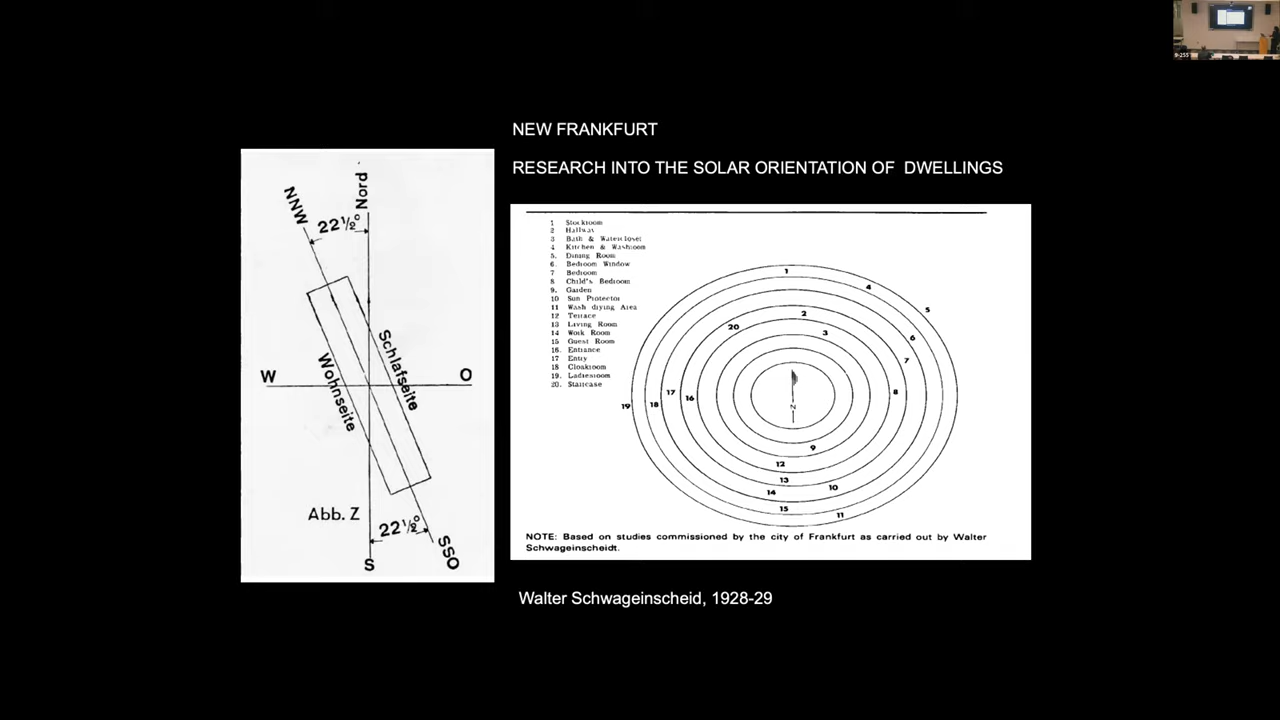 NEW FRANKFURT
RESEARCH INTO THE SOLAR ORIENTATION OF DWELLINGS
NNW
Nord
22½°
W
O
Schlafseite
Wohnseite
Abb. Z
22½°
S
SSO
1 Stockroom
2 Hallway
3 Bath & Watercloset
4 Kitchen & Washroom
5. Dining Room
6. Bedroom Window
7 Bedroom
8 Child's Bedroom
9. Garden
10 Sun Protector
11 Wash drying Area
12 Terrace
13 Living Room
14 Work Room
15 Guest Room
16. Entrance
17 Entry
18 Cloakroom
19. Ladiesroom
20. Staircase
1
4
5
2
20
3
6
7
8
17
16
18
19
N
9
12
13
14
10
15
11
NOTE: Based on studies commissioned by the city of Frankfurt as carried out by Walter
Schwageinscheidt.
Walter Schwageinscheid, 1928-29
9-255